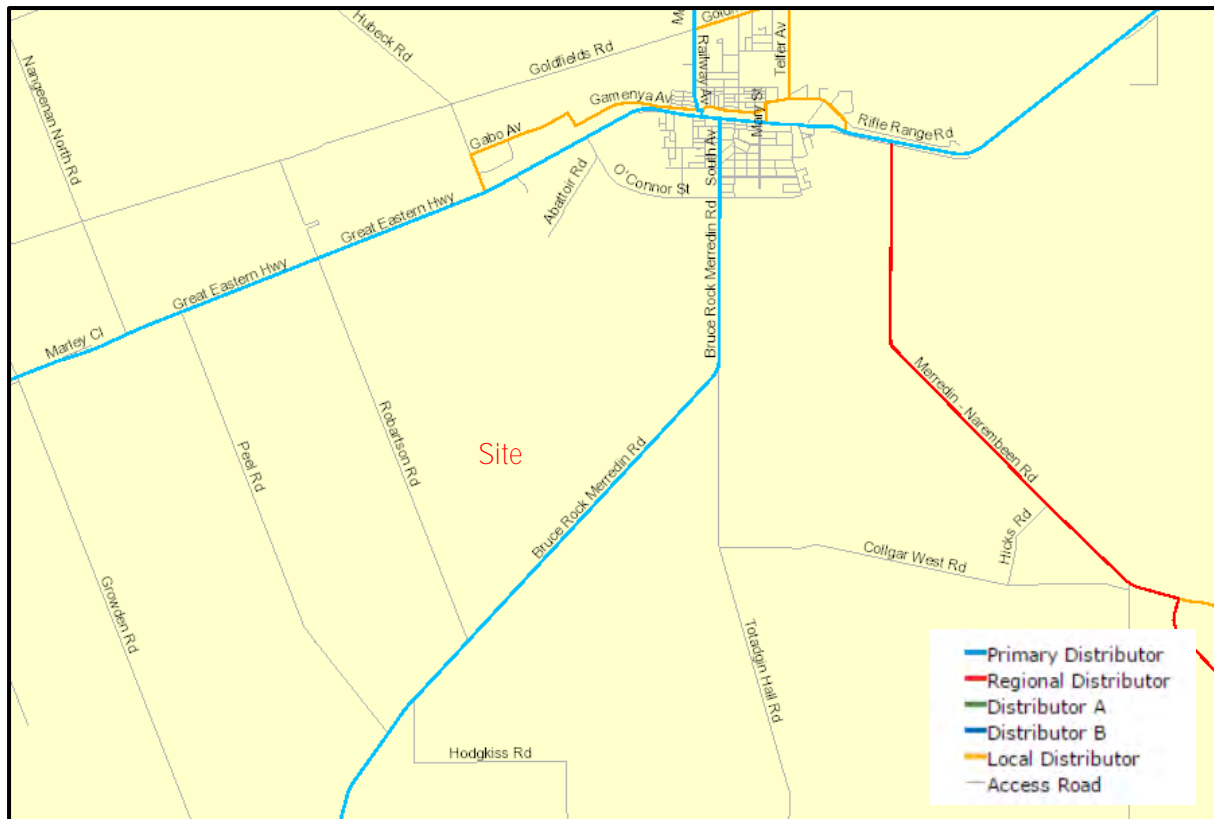 Hubeck Rd
Goldfields Rd
Nangeenan North Rd
Railway Av
Telfer Av
Gamenya Av
Mary St
Rifle Range Rd
Gabo Av
South Av
O'Connor St
Abattoir Rd
Great Eastern Hwy
Great Eastern Hwy
Bruce Rock Merredin Rd
Marley Cl
Merredin - Narembeen Rd
Robartson Rd
Peel Rd
Site
Bruce Rock Merredin Rd
Hicks Rd
Collgar West Rd
Growden Rd
Totadgin Hall Rd
Hodgkiss Rd
Primary Distributor
Regional Distributor
Distributor A
Distributor B
Local Distributor
Access Road